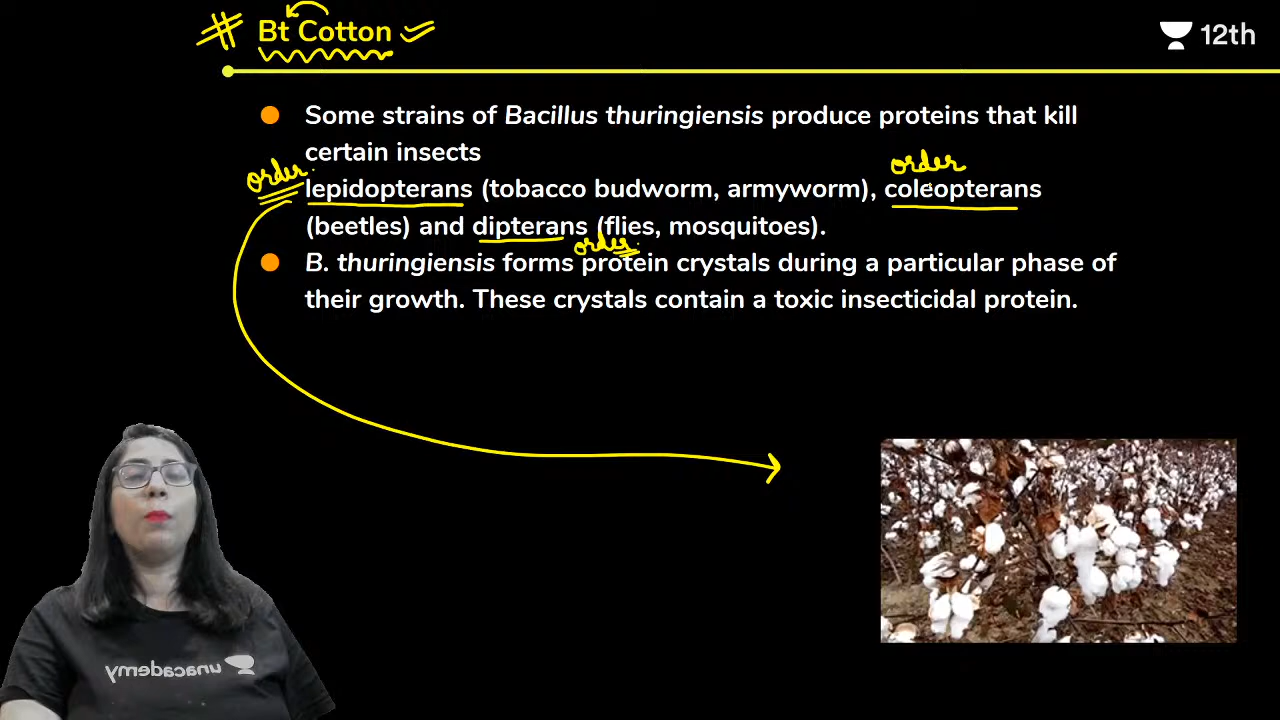 # Bt Cotton
12th
Some strains of Bacillus thuringiensis produce proteins that kill
certain insects
order
order
lepidopterans (tobacco budworm, armyworm), coleopterans
(beetles) and dipterans (flies, mosquitoes).
order
B. thuringiensis forms protein crystals during a particular phase of
their growth. These crystals contain a toxic insecticidal protein.
unacademy